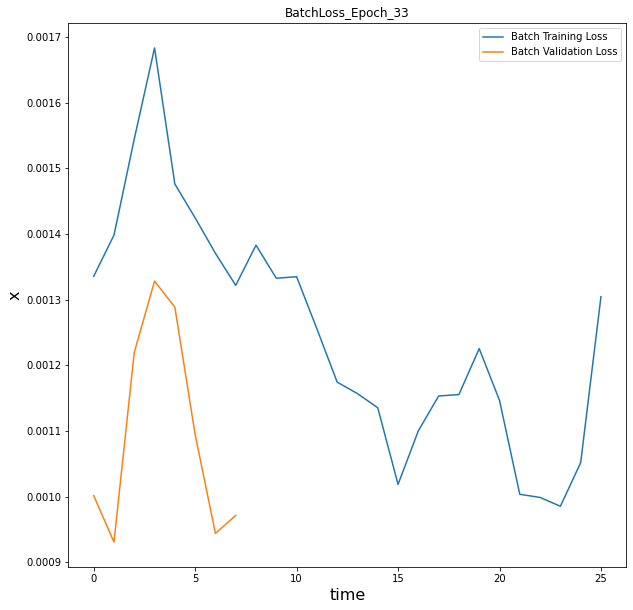 BatchLoss_Epoch_33
Batch Training Loss
Batch Validation Loss
0.0017
0.0016
0.0015
0.0014
0.0013
0.0012
0.0011
0.0010
0.0009
x
0 5 10 15 20 25
time